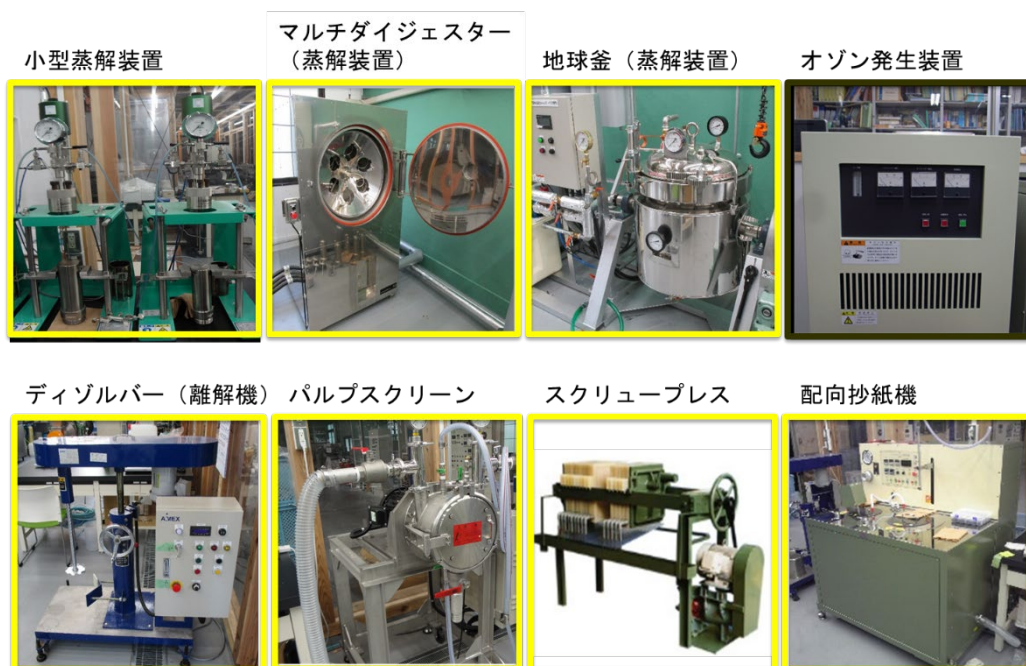 小型蒸解装置
マルチダイジェスター
（蒸解装置）
地球釜（蒸解装置）
オゾン発生装置
ディゾルバー（離解機）
パルプスクリーン
スクリュープレス
配向抄紙機